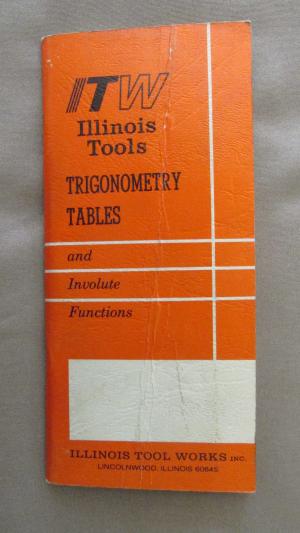 ITW
Illinois
Tools
TRIGONOMETRY
TABLES
and
Involute
Functions
ILLINOIS TOOL WORKS INC.
LINCOLNWOOD, ILLINOIS 60645